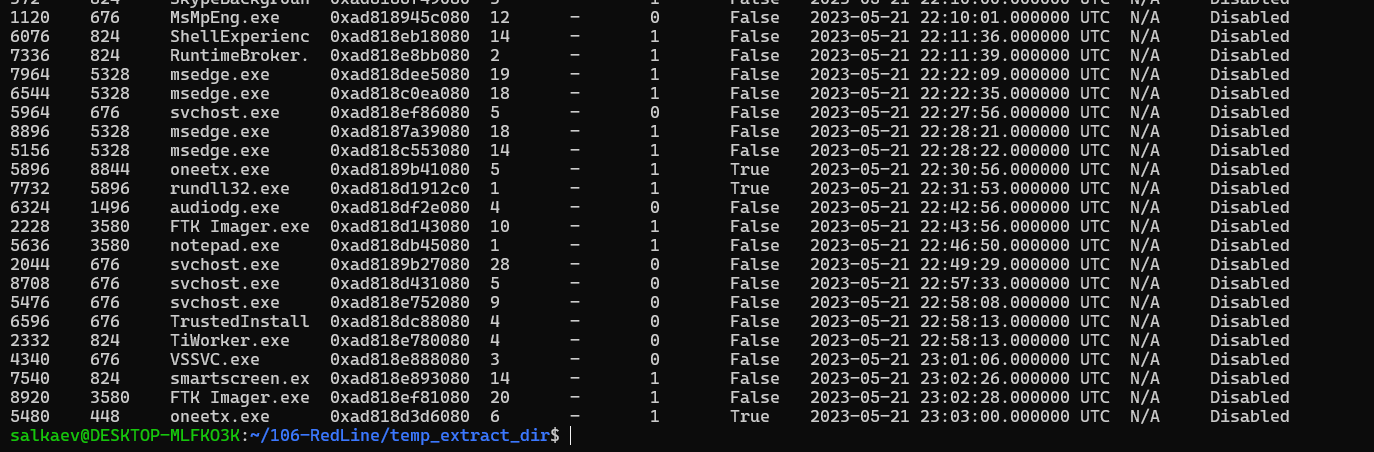 1120    676     MsMpEng.exe     0xad818945c080  12      -       0       False   2023-05-21 22:10:01.000000 UTC  N/A     Disabled
6076    824     ShellExperienc  0xad818eb18080  14      -       1       False   2023-05-21 22:11:36.000000 UTC  N/A     Disabled
7336    824     RuntimeBroker.  0xad818e8bb080  2       -       1       False   2023-05-21 22:11:39.000000 UTC  N/A     Disabled
7964    5328    msedge.exe      0xad818dee5080  19      -       1       False   2023-05-21 22:22:09.000000 UTC  N/A     Disabled
6544    5328    msedge.exe      0xad818c0ea080  18      -       1       False   2023-05-21 22:22:35.000000 UTC  N/A     Disabled
5964    676     svchost.exe     0xad818ef86080  5       -       0       False   2023-05-21 22:27:56.000000 UTC  N/A     Disabled
8896    5328    msedge.exe      0xad8187a39080  18      -       1       False   2023-05-21 22:28:21.000000 UTC  N/A     Disabled
5156    5328    msedge.exe      0xad818c553080  14      -       1       False   2023-05-21 22:28:22.000000 UTC  N/A     Disabled
5896    8844    oneetx.exe      0xad8189b41080  5       -       1       True    2023-05-21 22:30:56.000000 UTC  N/A     Disabled
7732    5896    rundll32.exe    0xad818d1912c0  1       -       1       True    2023-05-21 22:31:53.000000 UTC  N/A     Disabled
6324    1496    audiodg.exe     0xad818df2e080  4       -       0       False   2023-05-21 22:42:56.000000 UTC  N/A     Disabled
2228    3580    FTK Imager.exe  0xad818d143080  10      -       1       False   2023-05-21 22:43:56.000000 UTC  N/A     Disabled
5636    3580    notepad.exe     0xad818db45080  1       -       1       False   2023-05-21 22:46:50.000000 UTC  N/A     Disabled
2044    676     svchost.exe     0xad8189b27080  28      -       0       False   2023-05-21 22:49:29.000000 UTC  N/A     Disabled
8708    676     svchost.exe     0xad818d431080  5       -       0       False   2023-05-21 22:57:33.000000 UTC  N/A     Disabled
5476    676     svchost.exe     0xad818e752080  9       -       0       False   2023-05-21 22:58:08.000000 UTC  N/A     Disabled
6596    676     TrustedInstall  0xad818dc88080  4       -       0       False   2023-05-21 22:58:13.000000 UTC  N/A     Disabled
2332    824     TiWorker.exe    0xad818e780080  4       -       0       False   2023-05-21 22:58:13.000000 UTC  N/A     Disabled
4340    676     VSSVC.exe       0xad818e888080  3       -       0       False   2023-05-21 23:01:06.000000 UTC  N/A     Disabled
7540    824     smartscreen.ex  0xad818e893080  14      -       1       False   2023-05-21 23:02:26.000000 UTC  N/A     Disabled
8920    3580    FTK Imager.exe  0xad818ef81080  20      -       1       False   2023-05-21 23:02:28.000000 UTC  N/A     Disabled
5480    448     oneetx.exe      0xad818d3d6080  6       -       1       True    2023-05-21 23:03:00.000000 UTC  N/A     Disabled
salkaev@DESKTOP-MLFKO3K:~/106-RedLine/temp_extract_dir$